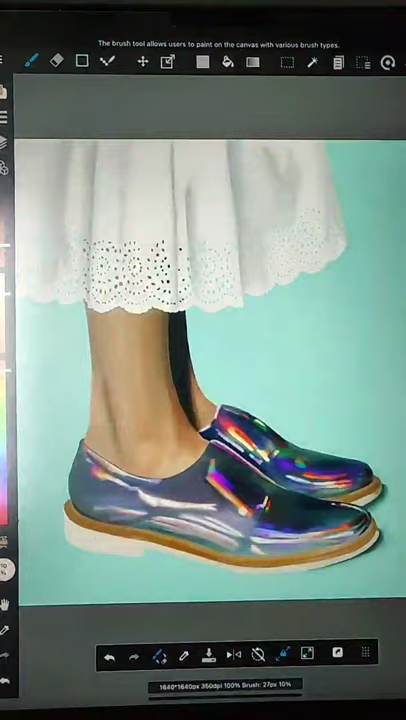 The brush tool allows users to paint on the canvas with various brush types.
10
%
1640*1640px 350dpi 100% Brush: 27px 10%